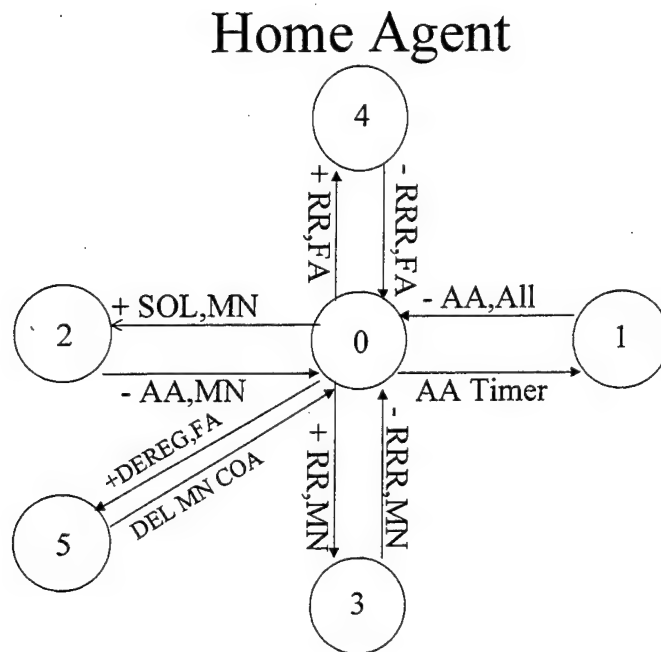 Home Agent
4
+ RR,FA
- RRR,FA
+ SOL,MN
- AA,All
2
0
1
- AA,MN
AA Timer
+DEREG,FA
DEL MN COA
+ RR,MN
- RRR,MN
5
3